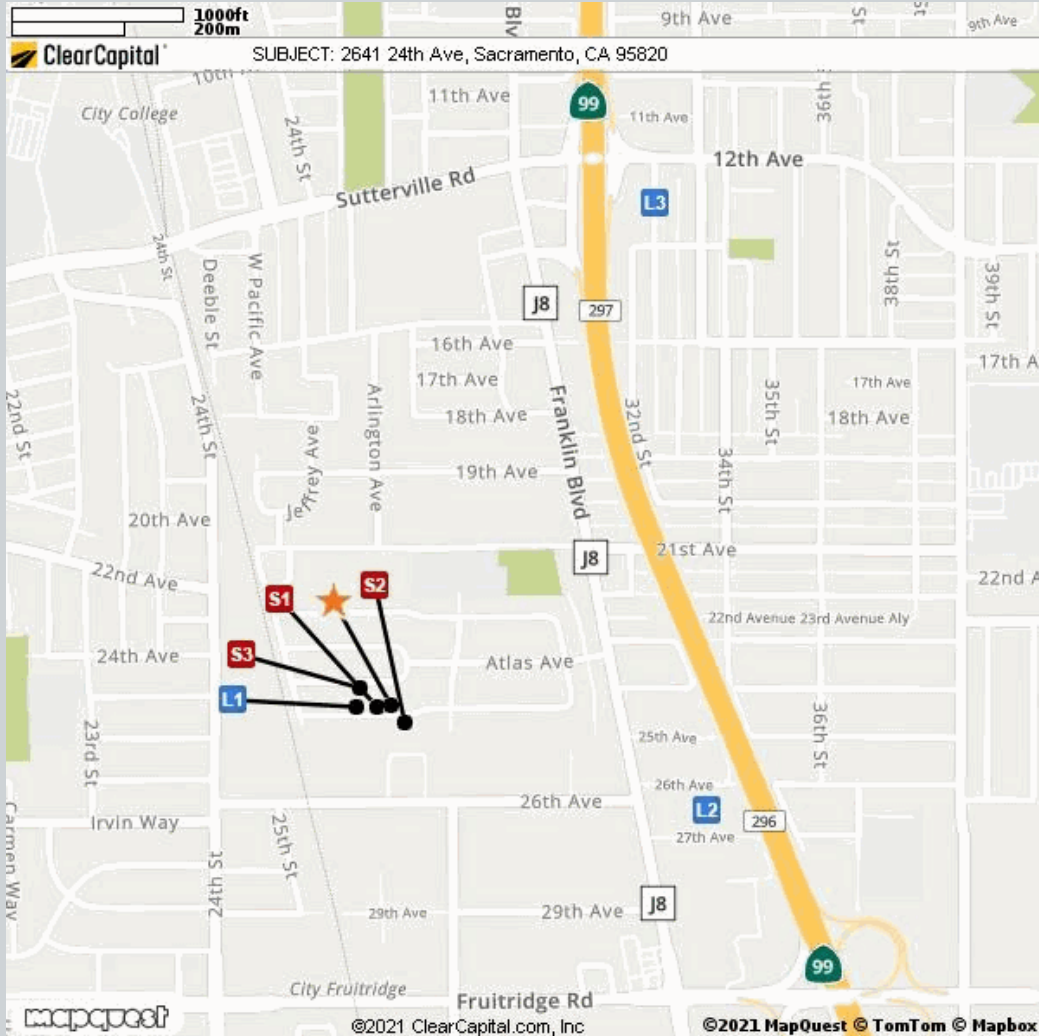 1000ft
200m
9th Ave
9th Ave
ClearCapital
SUBJECT: 2641 24th Ave, Sacramento, CA 95820
11th Ave
99
11th Ave
36th
City College
24th St
12th Ave
Sutterville Rd
L3
24th St
Deeble St
W Pacific Ave
38th St
39th St
J8
297
16th Ave
17th A
17th Ave
17th Ave
22nd St
24th St
Arlington Ave
18th Ave
Franklin Blvd
32nd St
35th St
18th Ave
Jeffrey Ave
19th Ave
34th St
20th Ave
21st Ave
J8
22nd Ave
22nd A
S1
S2
22nd Avenue 23rd Avenue Aly
S3
24th Ave
Atlas Ave
L1
23rd St
25th Ave
36th St
26th Ave
26th Ave
L2
296
Irvin Way
25th St
27th Ave
Carmen Way
24th St
29th Ave
29th Ave
J8
99
City Fruitridge
Fruitridge Rd
mapquest
©2021 ClearCapital.com, Inc
©2021 MapQuest © TomTom © Mapbox